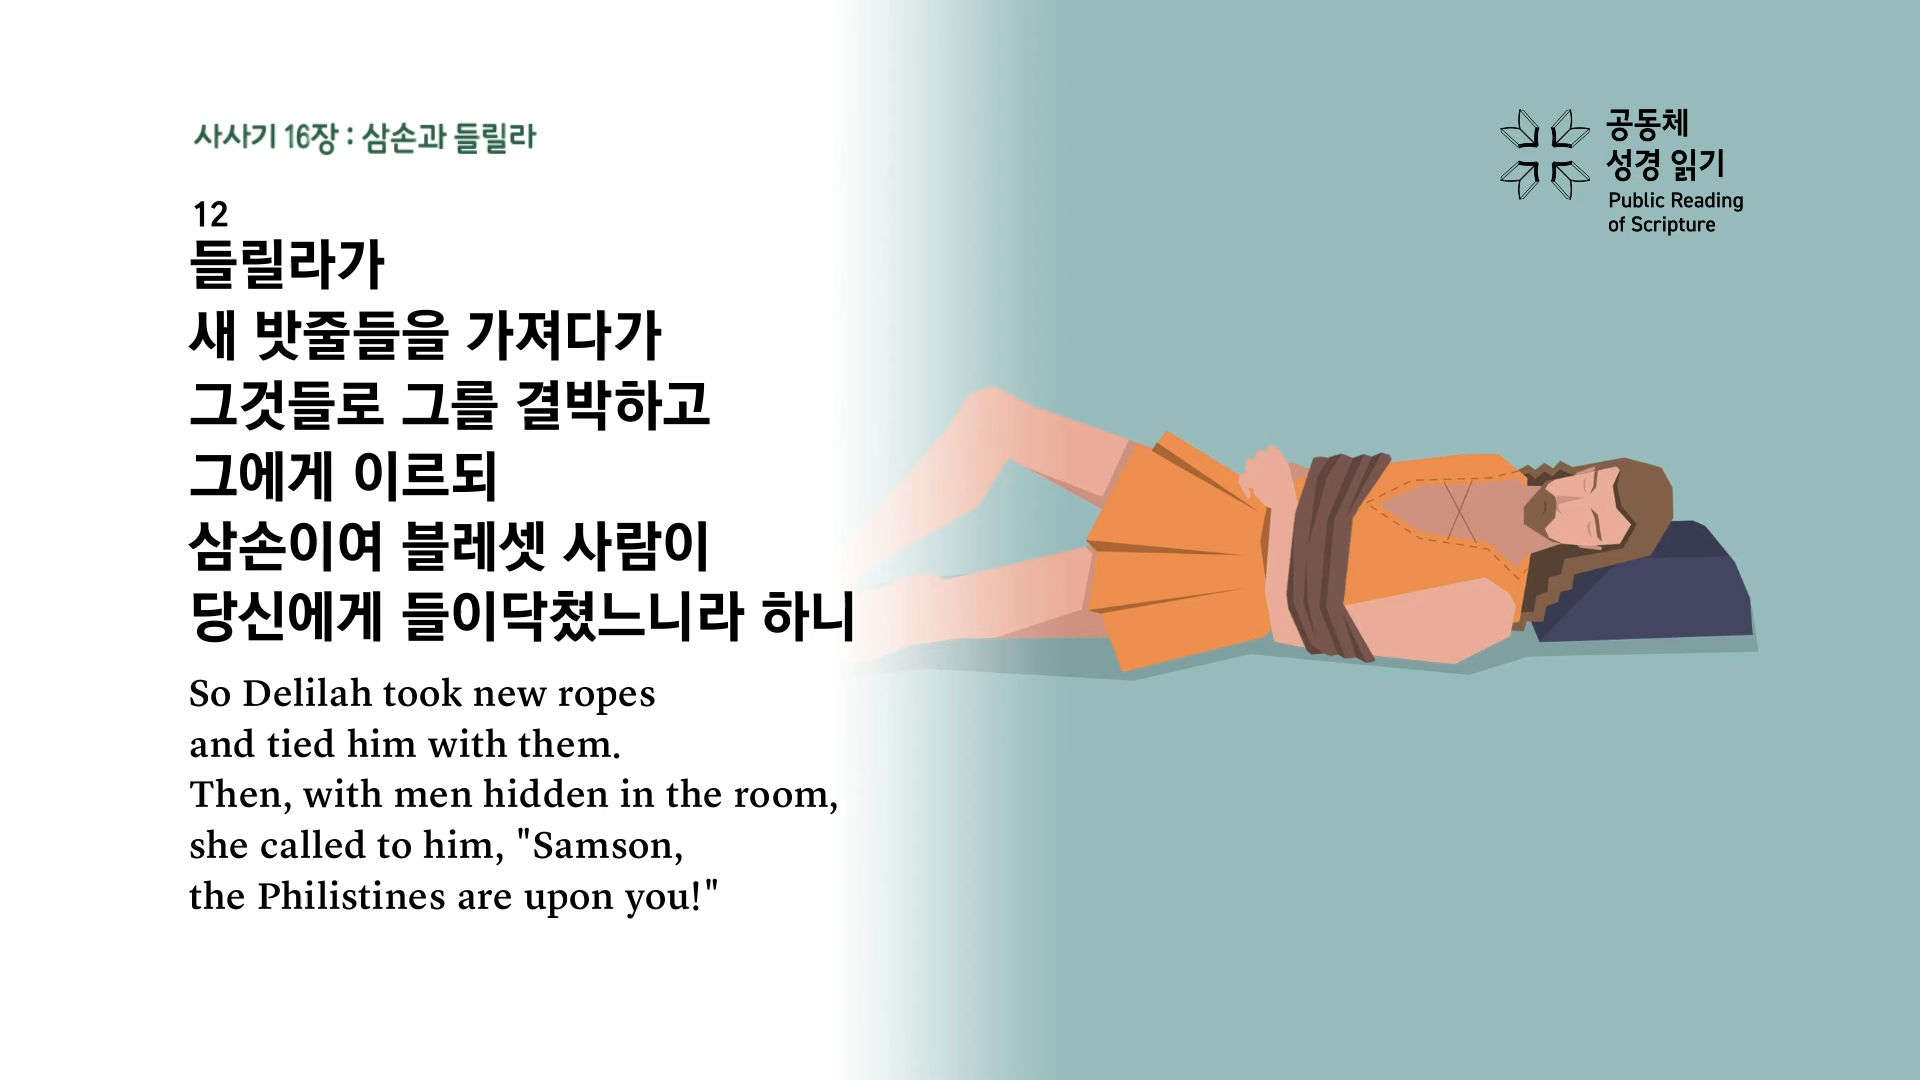 사사기 16장 : 삼손과 들릴라
12
들릴라가
새 밧줄들을 가져다가
그것들로 그를 결박하고
그에게 이르되
삼손이여 블레셋 사람이
당신에게 들이닥쳤느니라 하니
So Delilah took new ropes
and tied him with them.
Then, with men hidden in the room,
she called to him, "Samson,
the Philistines are upon you!"
공동체
성경 읽기
Public Reading
of Scripture